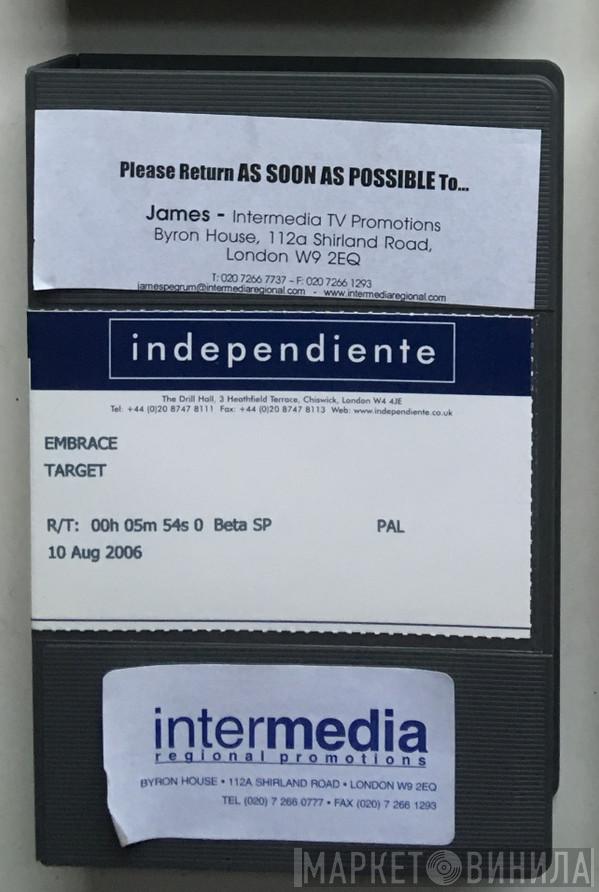 Please Return AS SOON AS POSSIBLE To...
James - Intermedia TV Promotions
Byron House, 112a Shirland Road,
London W9 2EQ
T: 020 7266 7737 - F: 020 7266 1293
jamespegrum@intermediaregional.com - www.intermediaregional.com
independiente
The Drill Hall, 3 Heathfield Terrace, Chiswick, London W4 4JE
Tel: +44 (0)20 8747 8111 Fax: +44 (0)20 8747 8113 Web: www.independiente.co.uk
EMBRACE
TARGET
R/T: 00h 05m 54s 0 Beta SP PAL
10 Aug 2006
intermedia
regional promotions
BYRON HOUSE • 112A SHIRLAND ROAD • LONDON W9 2EQ
TEL (020) 7 266 0777 • FAX (020) 7 266 1293
МАРКЕТ ВИНИЛА